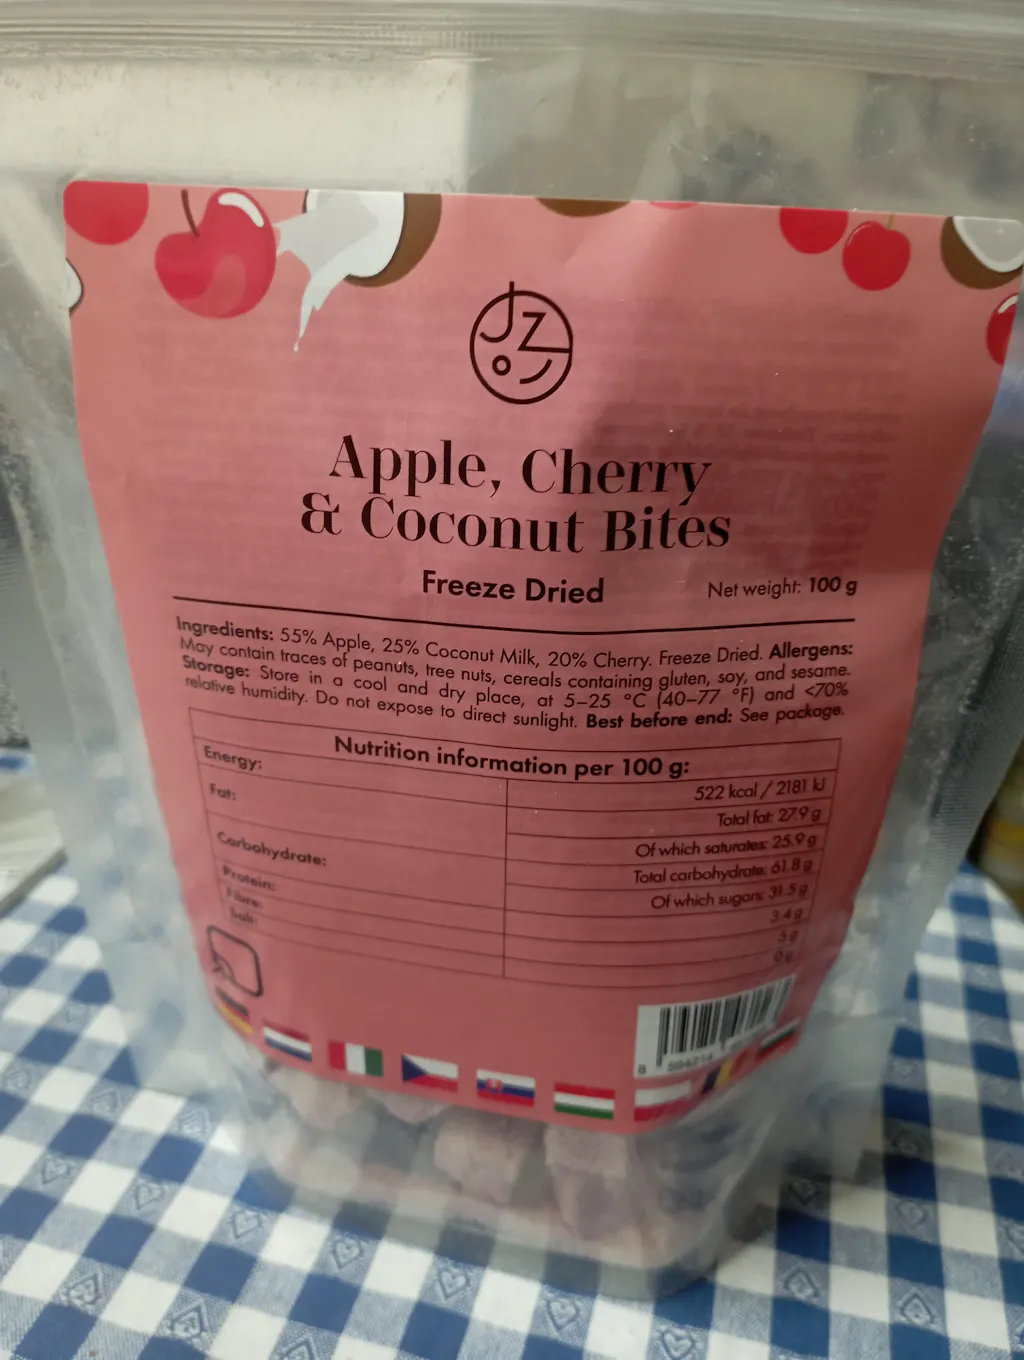 JZO
Apple, Cherry
& Coconut Bites
Freeze Dried
Net weight: 100 g
Ingredients: 55% Apple, 25% Coconut Milk, 20% Cherry. Freeze Dried. Allergens:
May contain traces of peanuts, tree nuts, cereals containing gluten, soy, and sesame.
Storage: Store in a cool and dry place, at 5–25 °C (40–77 °F) and <70%
relative humidity. Do not expose to direct sunlight. Best before end: See package.
Nutrition information per 100 g:
Energy: 522 kcal / 2181 kJ
Fat: Total fat: 27.9 g
Of which saturates: 25.9 g
Carbohydrate: Total carbohydrate: 61.8 g
Of which sugars: 31.5 g
Protein: 3.4 g
Fibre: 5 g
Salt: 0 g
8